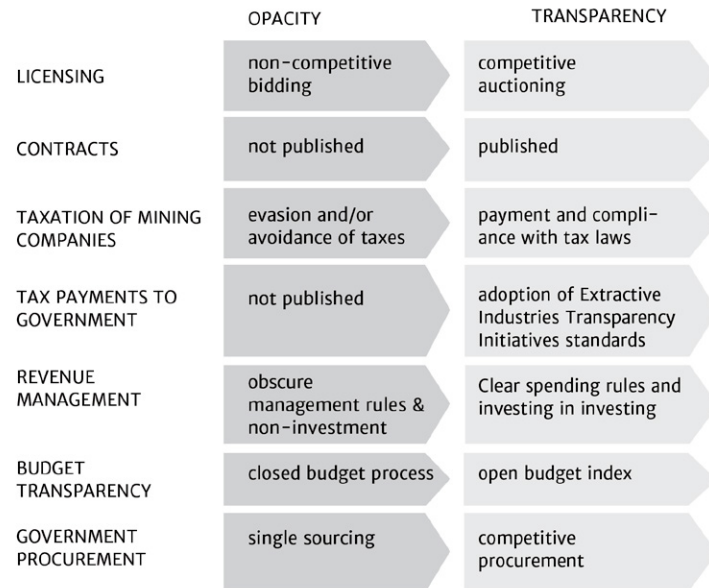 OPACITY TRANSPARENCY
LICENSING
non-competitive
bidding
competitive
auctioning
CONTRACTS
not published
published
TAXATION OF MINING
COMPANIES
evasion and/or
avoidance of taxes
payment and compli-
ance with tax laws
TAX PAYMENTS TO
GOVERNMENT
not published
adoption of Extractive
Industries Transparency
Initiatives standards
REVENUE
MANAGEMENT
obscure
management rules &
non-investment
Clear spending rules and
investing in investing
BUDGET
TRANSPARENCY
closed budget process
open budget index
GOVERNMENT
PROCUREMENT
single sourcing
competitive
procurement